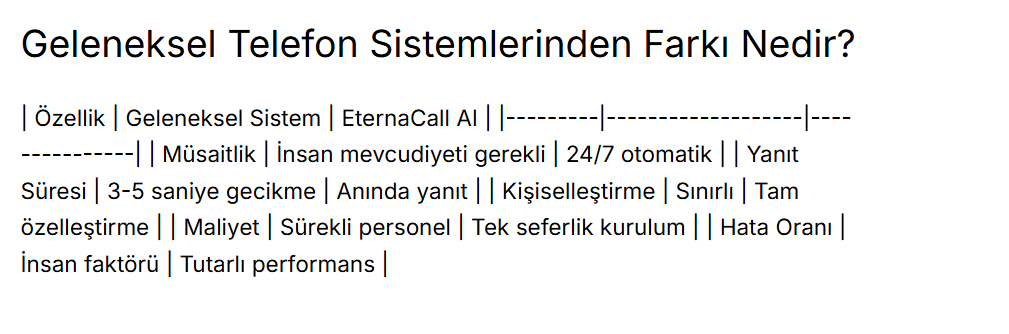 Geleneksel Telefon Sistemlerinden Farkı Nedir?
| Özellik | Geleneksel Sistem | EternaCall AI | |---------|-------------------|----
-----------| | Müsaitlik | İnsan mevcudiyeti gerekli | 24/7 otomatik | | Yanıt
Süresi | 3-5 saniye gecikme | Anında yanıt | | Kişiselleştirme | Sınırlı | Tam
özelleştirme | | Maliyet | Sürekli personel | Tek seferlik kurulum | | Hata Oranı |
İnsan faktörü | Tutarlı performans |